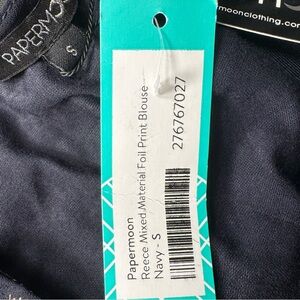 PAPERMOO
S
moonclothing.com
Papermoon
Reece Mixed Material Foil Print Blouse
Navy - S
276767027